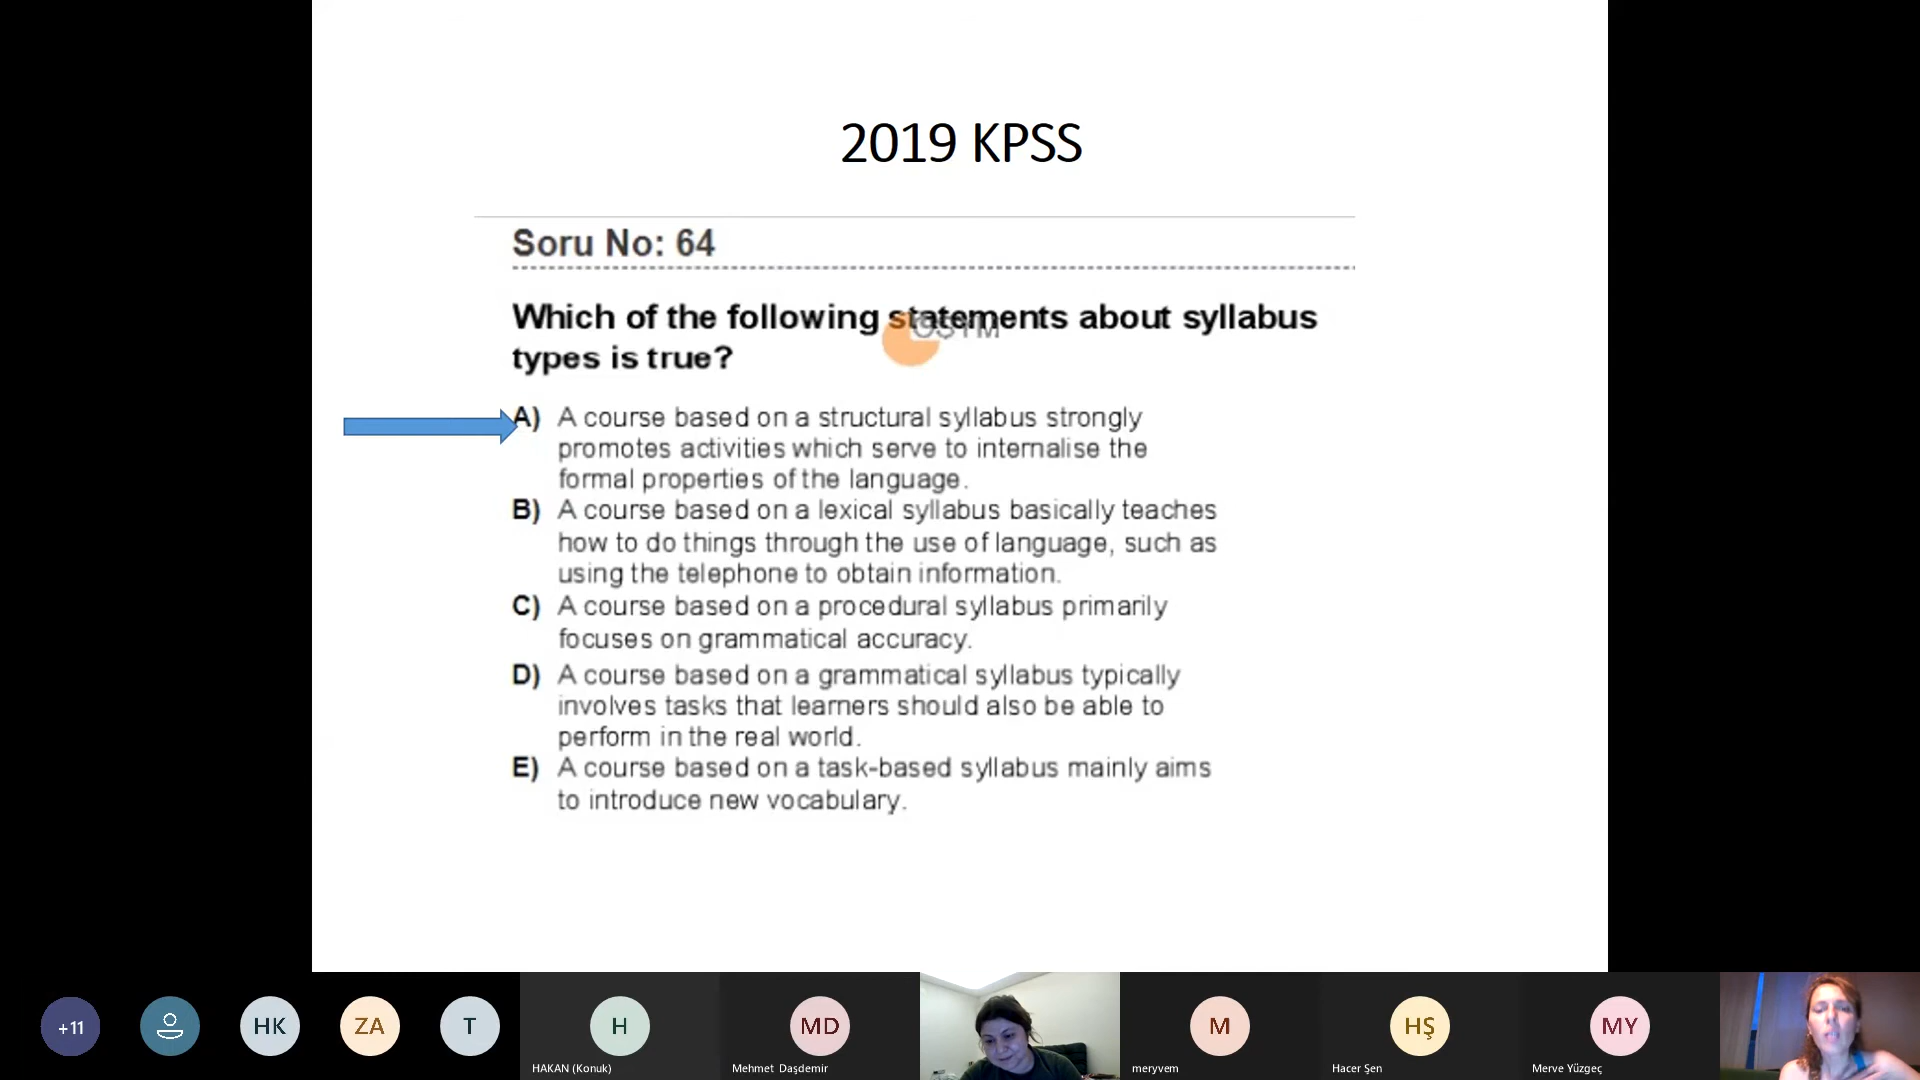 2019 KPSS
Soru No: 64
Which of the following statements about syllabus
types is true?
ÖSYM
A) A course based on a structural syllabus strongly
promotes activities which serve to internalise the
formal properties of the language.
B) A course based on a lexical syllabus basically teaches
how to do things through the use of language, such as
using the telephone to obtain information.
C) A course based on a procedural syllabus primarily
focuses on grammatical accuracy.
D) A course based on a grammatical syllabus typically
involves tasks that learners should also be able to
perform in the real world.
E) A course based on a task-based syllabus mainly aims
to introduce new vocabulary.
+11
HK
ZA
T
H
MD
M
HŞ
MY
HAKAN (Konuk)
Mehmet Daşdemir
meryvem
Hacer Şen
Merve Yüzgeç